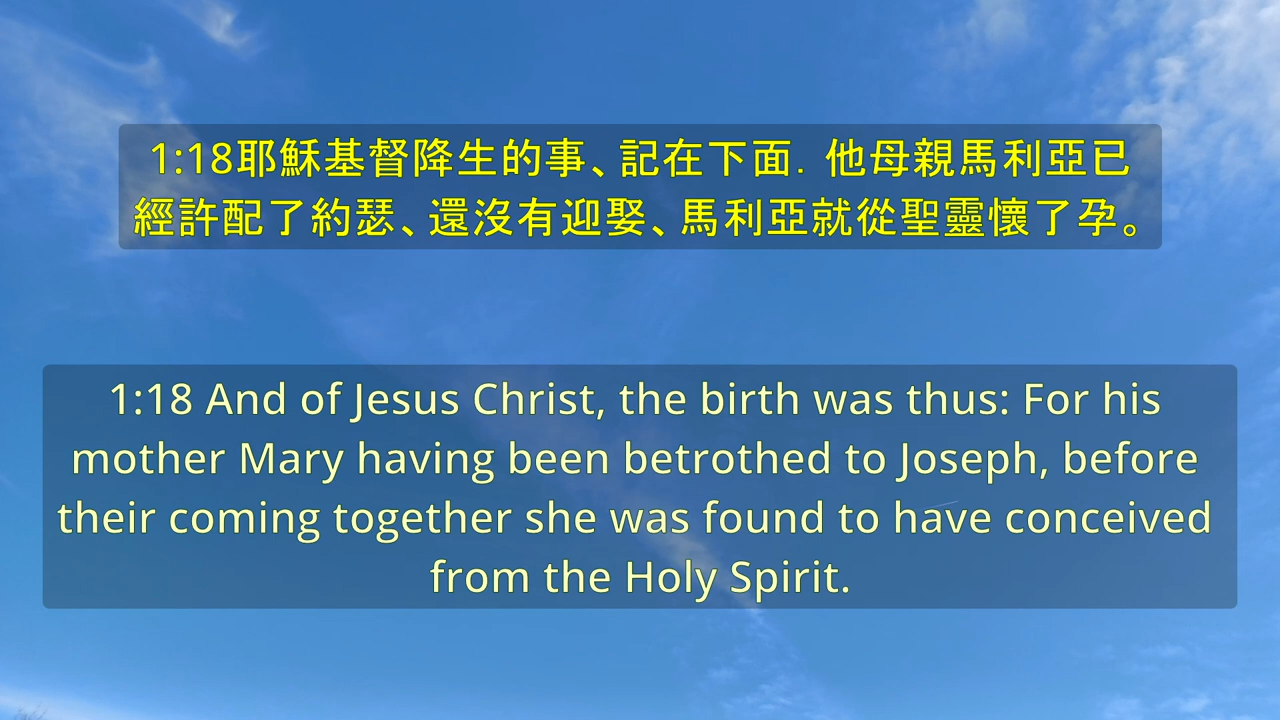 1:18耶穌基督降生的事、記在下面．他母親馬利亞已
經許配了約瑟、還沒有迎娶、馬利亞就從聖靈懷了孕。
1:18 And of Jesus Christ, the birth was thus: For his
mother Mary having been betrothed to Joseph, before
their coming together she was found to have conceived
from the Holy Spirit.